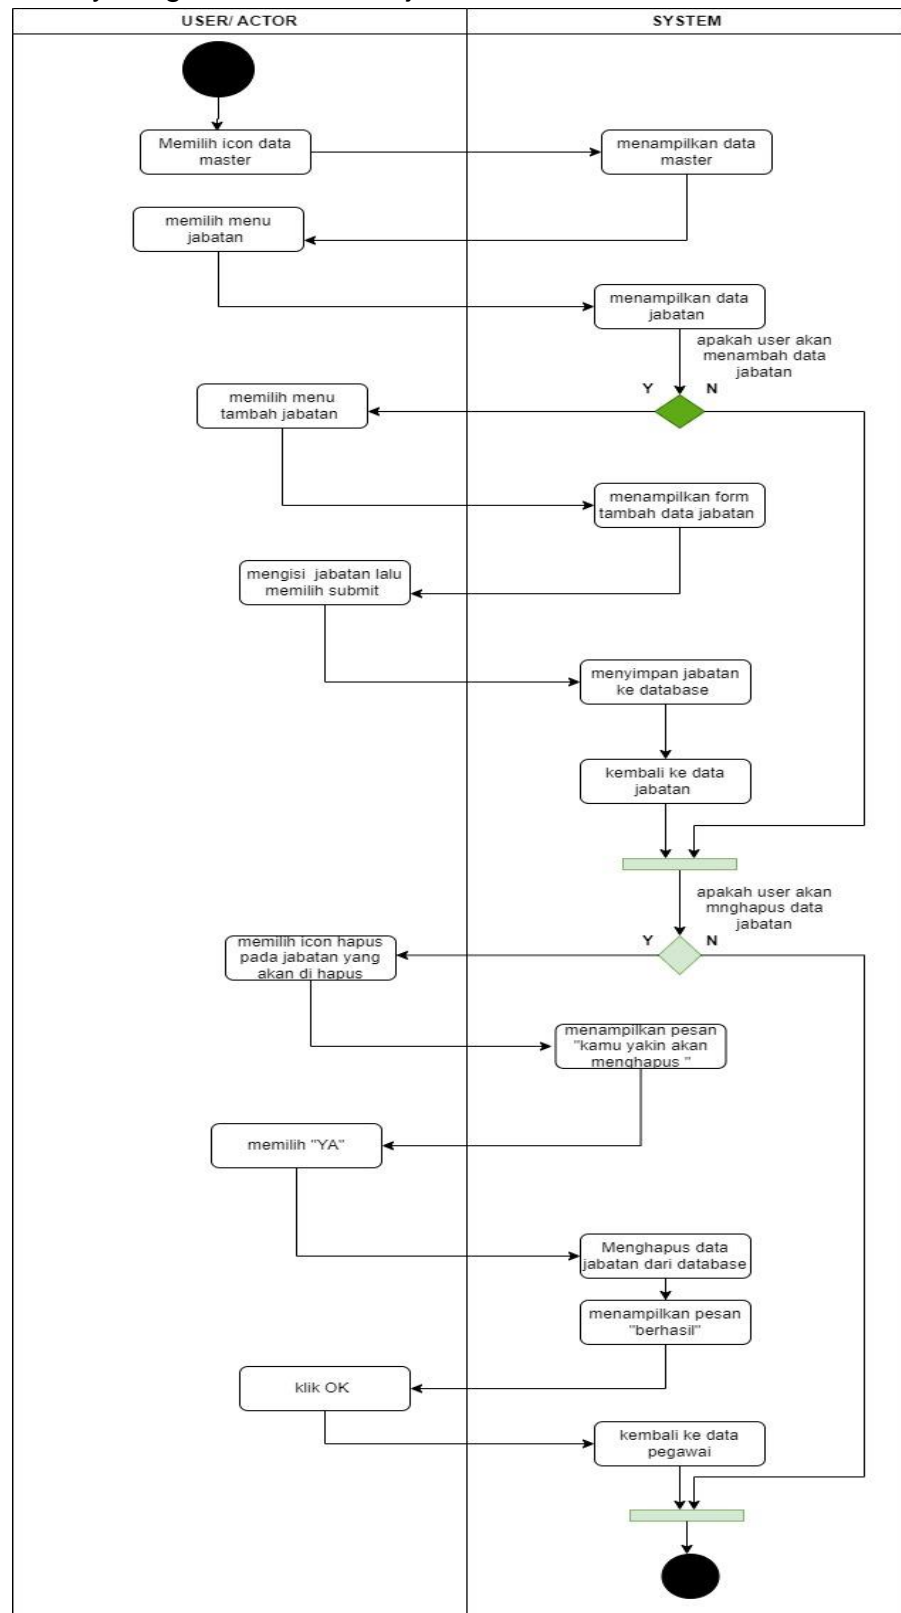 USER/ ACTOR
SYSTEM
Memilih icon data
master
menampilkan data
master
memilih menu
jabatan
menampilkan data
jabatan
apakah user akan
menambah data
jabatan
Y
N
memilih menu
tambah jabatan
menampilkan form
tambah data jabatan
mengisi jabatan lalu
memilih submit
menyimpan jabatan
ke database
kembali ke data
jabatan
apakah user akan
mnghapus data
jabatan
Y
N
memilih icon hapus
pada jabatan yang
akan di hapus
menampilkan pesan
"kamu yakin akan
menghapus "
memilih "YA"
Menghapus data
jabatan dari database
menampilkan pesan
"berhasil"
klik OK
kembali ke data
pegawai